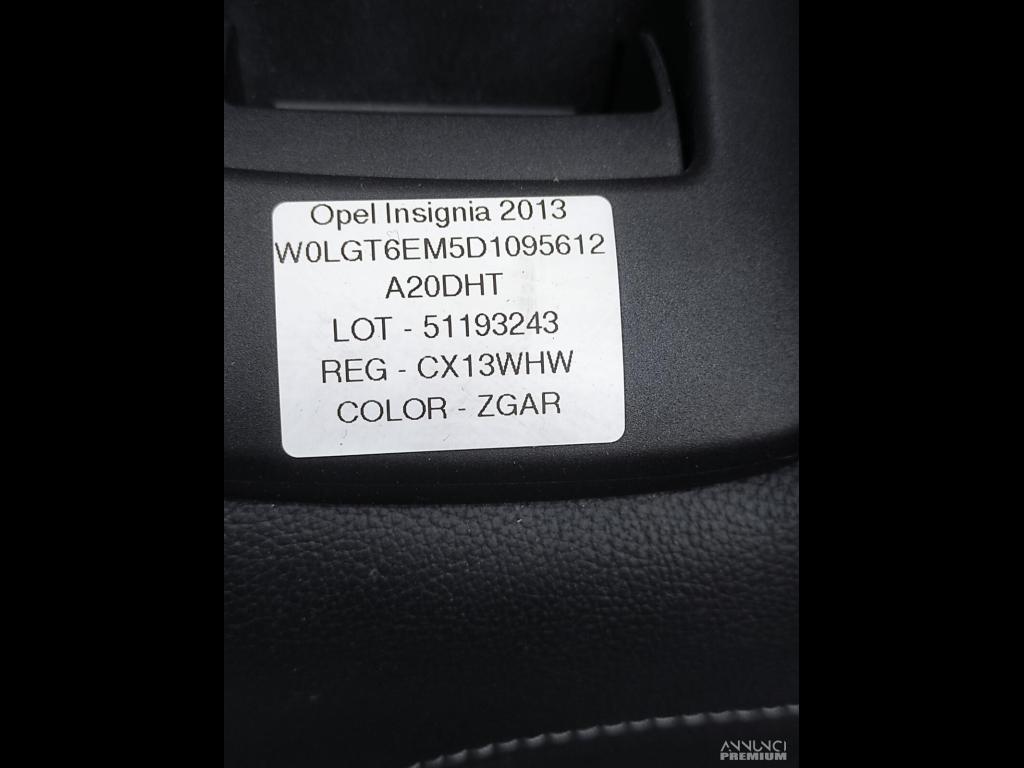 Opel Insignia 2013
W0LGT6EM5D1095612
A20DHT
LOT - 51193243
REG - CX13WHW
COLOR - ZGAR
ANNUNCI
PREMIUM